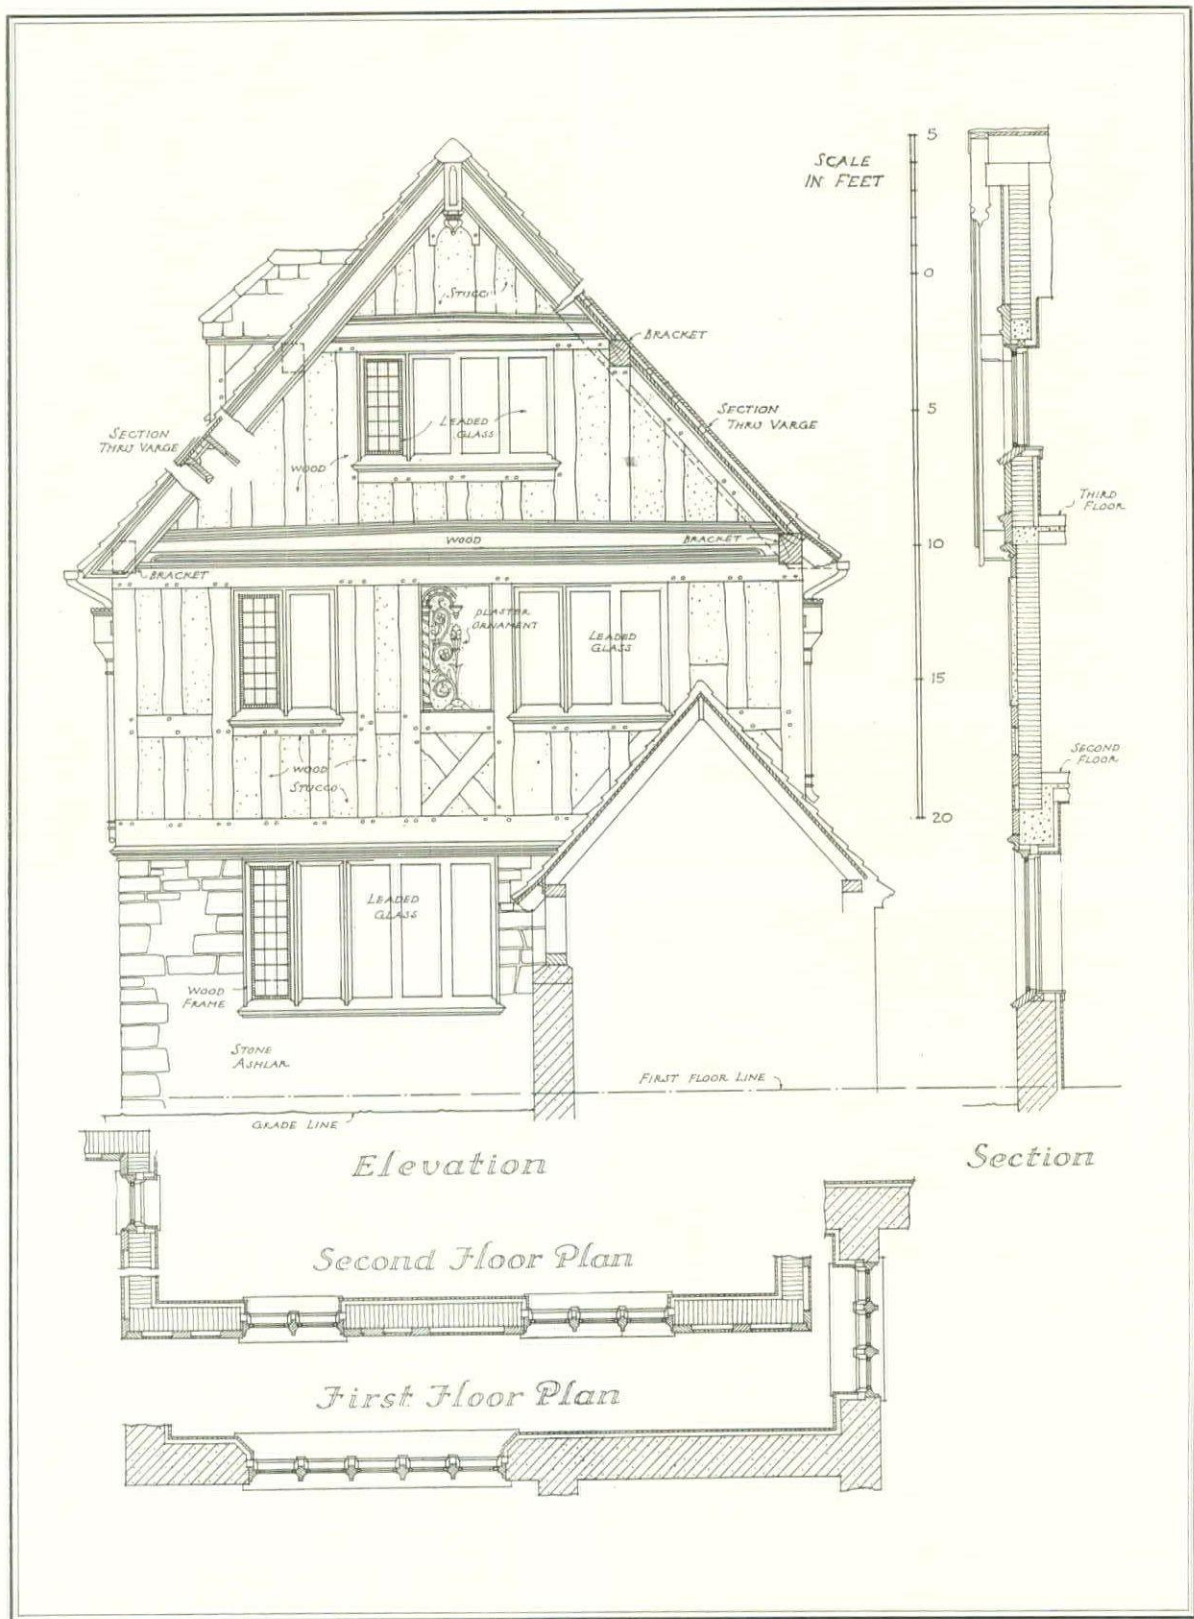 SCALE
IN FEET
5
0
5
10
15
20
STUCCO
BRACKET
SECTION
THRU VARGE
LEADED
GLASS
SECTION
THRU VARGE
WOOD
THIRD
FLOOR
WOOD
BRACKET
BRACKET
PLASTER
ORNAMENT
LEADED
GLASS
SECOND
FLOOR
WOOD
STUCCO
LEADED
GLASS
WOOD
FRAME
STONE
ASHLAR
FIRST FLOOR LINE
GRADE LINE
Elevation
Section
Second Floor Plan
First Floor Plan